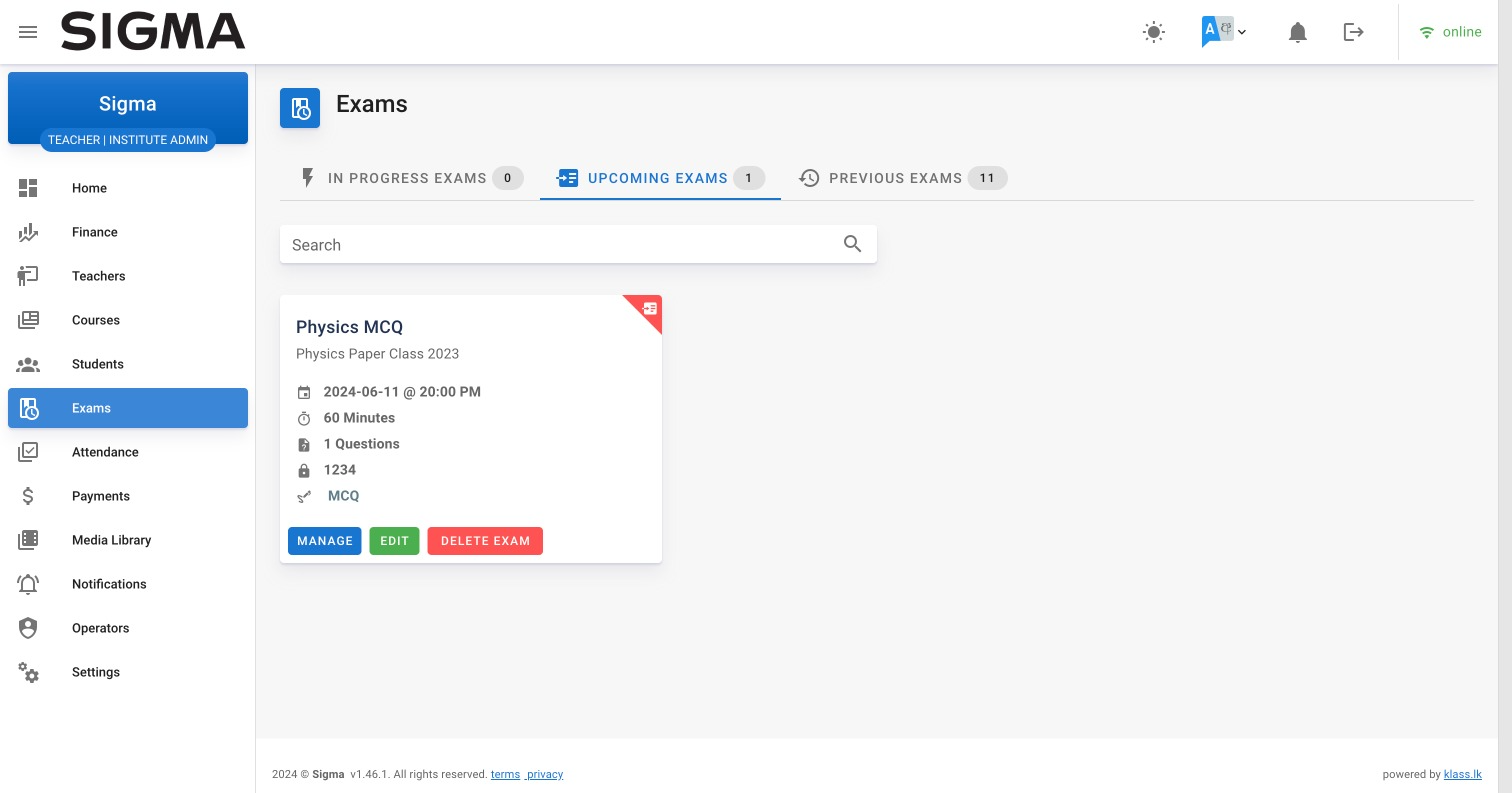 SIGMA
A
online
Sigma
TEACHER | INSTITUTE ADMIN
Home
Finance
Teachers
Courses
Students
Exams
Attendance
Payments
Media Library
Notifications
Operators
Settings
Exams
IN PROGRESS EXAMS 0
UPCOMING EXAMS 1
PREVIOUS EXAMS 11
Search
Physics MCQ
Physics Paper Class 2023
2024-06-11 @ 20:00 PM
60 Minutes
1 Questions
1234
MCQ
MANAGE EDIT DELETE EXAM
2024 © Sigma v1.46.1. All rights reserved. terms privacy
powered by klass.lk